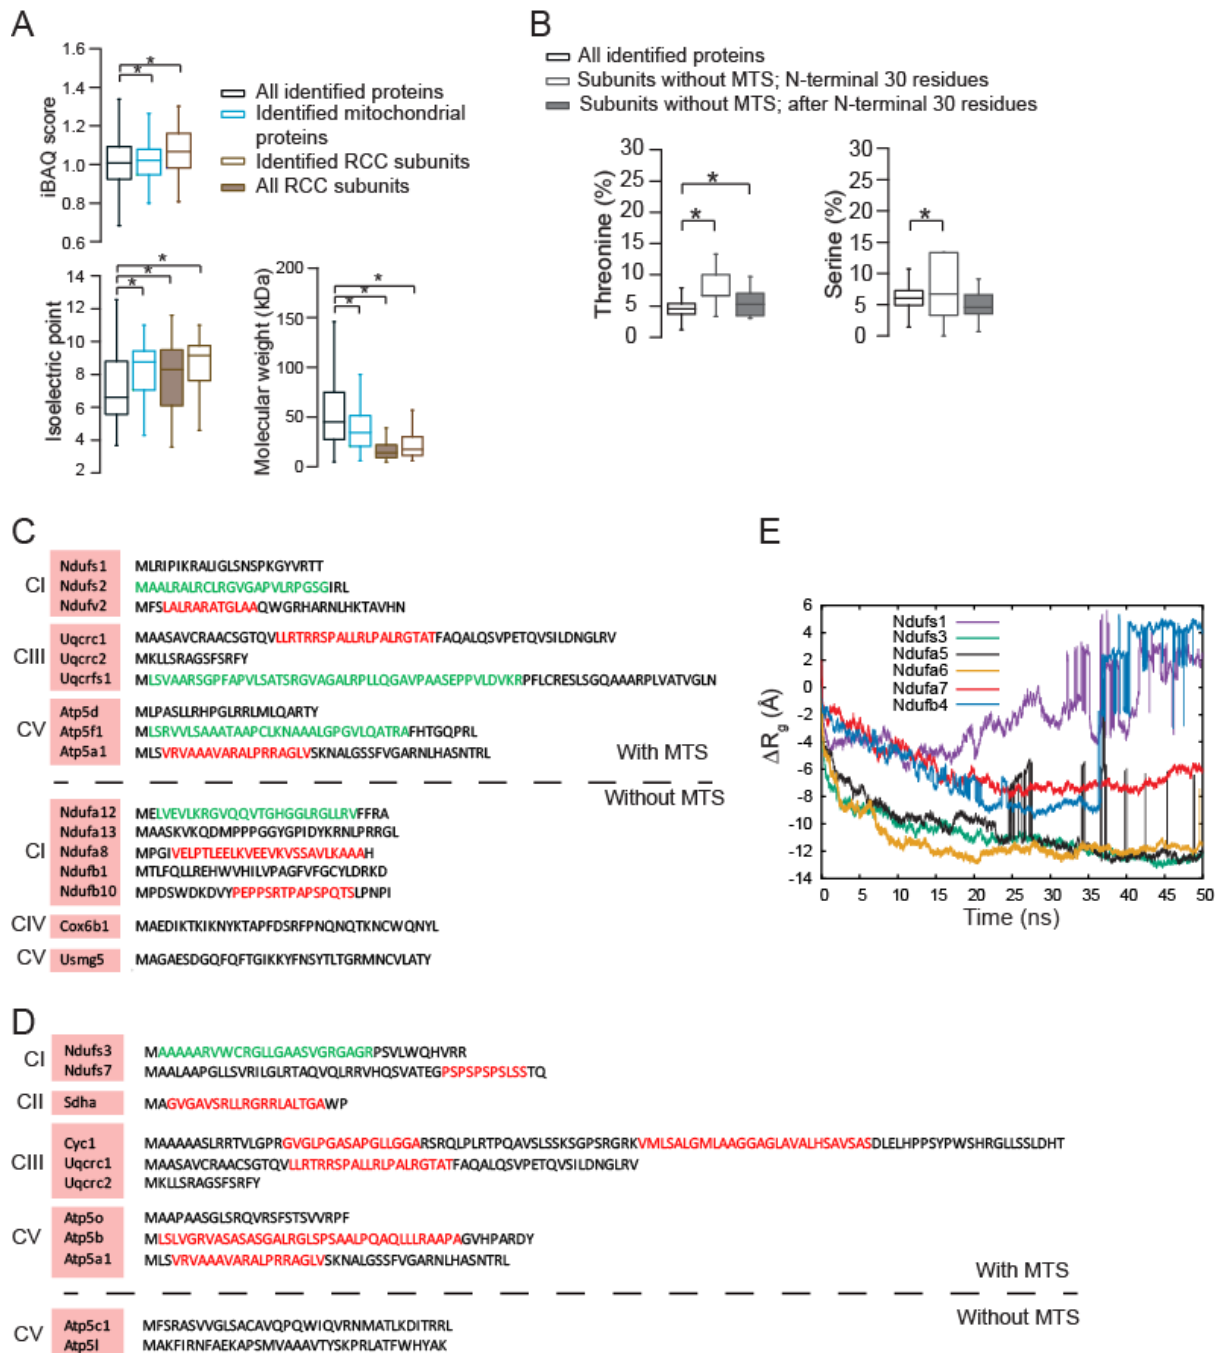 A
1.6
1.4
1.2
1.0
0.8
0.6
iBAQ score
* *
All identified proteins
Identified mitochondrial
proteins
Identified RCC subunits
All RCC subunits
14
12
10
8
6
4
2
Isoelectric point
* * *
200
150
100
50
0
Molecular weight (kDa)
* * *
B
All identified proteins
Subunits without MTS; N-terminal 30 residues
Subunits without MTS; after N-terminal 30 residues
30
25
20
15
10
5
0
Threonine (%)
* *
30
25
20
15
10
5
0
Serine (%)
*
C
CI
Ndufs1 MLRIPIKRALIGLSNSPKGYVRTT
Ndufs2 MAALRALRCLRGVGAPVLRPGSGIRL
Ndufv2 MFSLALRARATGLAAQWGRHARNLHKTAVHN
CIII
Uqcrc1 MAASAVCRAACSGTQVLLRTRRSPALLRLPALRGTATFAQALQSVPETQVSILDNGLRV
Uqcrc2 MKLLSRAGSFSRFY
Uqcrfs1 MLSVAARSGPFAPVLSATSRGVAGALRPLLQGAVPAASEPPVLDVKRPFLCRESLSGQAAARPLVATVGLN
CV
Atp5d MLPASLLRHPGLRRLMLQARTY
Atp5f1 MLSRVVLSAAATAAPCLKNAAALGPGVLQATRAFHTGQPRL
Atp5a1 MLSVRVAAAVARALPRRAGLVSKNALGSSFVGARNLHASNTRL
With MTS
Without MTS
CI
Ndufa12 MELVEVLKRGVQQVTGHGGLRGLLRVFFRA
Ndufa13 MAASKVKQDMPPPGGYGPIDYKRNLPRRGL
Ndufa8 MPGIVELPTLEELKVEEVKVSSAVLKAAAH
Ndufb1 MTLFQLLREHWVHILVPAGFVFGCYLDRKD
Ndufb10 MPDSWDKDVYPEPPSRTPAPSPQTSLPNPI
CIV
Cox6b1 MAEDIKTKIKNYKTAPFDSRFPNQNQTKNCWQNYL
CV
Usmg5 MAGAESDGQFQFTGIKKYFNSYTLTGRMNCVLATY
E
6
4
2
0
-2
-4
-6
-8
-10
-12
-14
ΔRg (Å)
Ndufs1
Ndufs3
Ndufa5
Ndufa6
Ndufa7
Ndufb4
0 5 10 15 20 25 30 35 40 45 50
Time (ns)
D
CI
Ndufs3 MAAAAARVWCRGLLGAASVGRGAGRPSVLWQHVRR
Ndufs7 MAALAAPGLLSVRILGLRTAQVQLRRVHQSVATEGPSPSPSPSLSSTQ
CII
Sdha MAGVGAVSRLLRGRRLALTGAWP
CIII
Cyc1 MAAAAASLRRTVLGPRGVGLPGASAPGLLGGARSRQLPLRTPQAVSLSSKSGPSRGRKVMLSALGMLAAGGAGLAVALHSAVSASDLELHPPSYPWSHRGLLSSLDHT
Uqcrc1 MAASAVCRAACSGTQVLLRTRRSPALLRLPALRGTATFAQALQSVPETQVSILDNGLRV
Uqcrc2 MKLLSRAGSFSRFY
CV
Atp5o MAAPAASGLSRQVRSFSTSVVRPF
Atp5b MLSLVGRVASASASGALRGLSPSAALPQAQLLLRAAPAGVHPARDY
Atp5a1 MLSVRVAAAVARALPRRAGLVSKNALGSSFVGARNLHASNTRL
With MTS
Without MTS
CV
Atp5c1 MFSRASVVGLSACAVQPQWIQVRNMATLKDITRRL
Atp5l MAKFIRNFAEKAPSMVAAAVTYSKPRLATFWHYAK